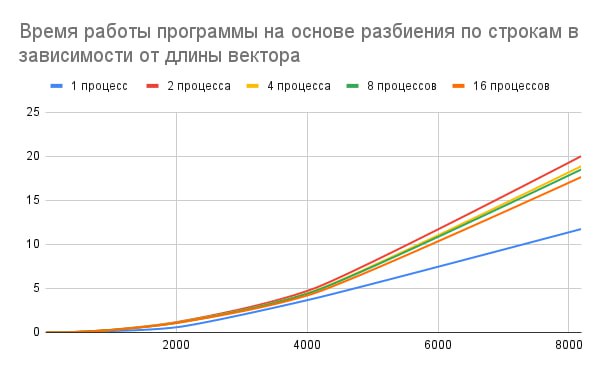 Время работы программы на основе разбиения по строкам в
зависимости от длины вектора
1 процесс 2 процесса 4 процесса 8 процессов 16 процессов
25
20
15
10
5
0
2000 4000 6000 8000